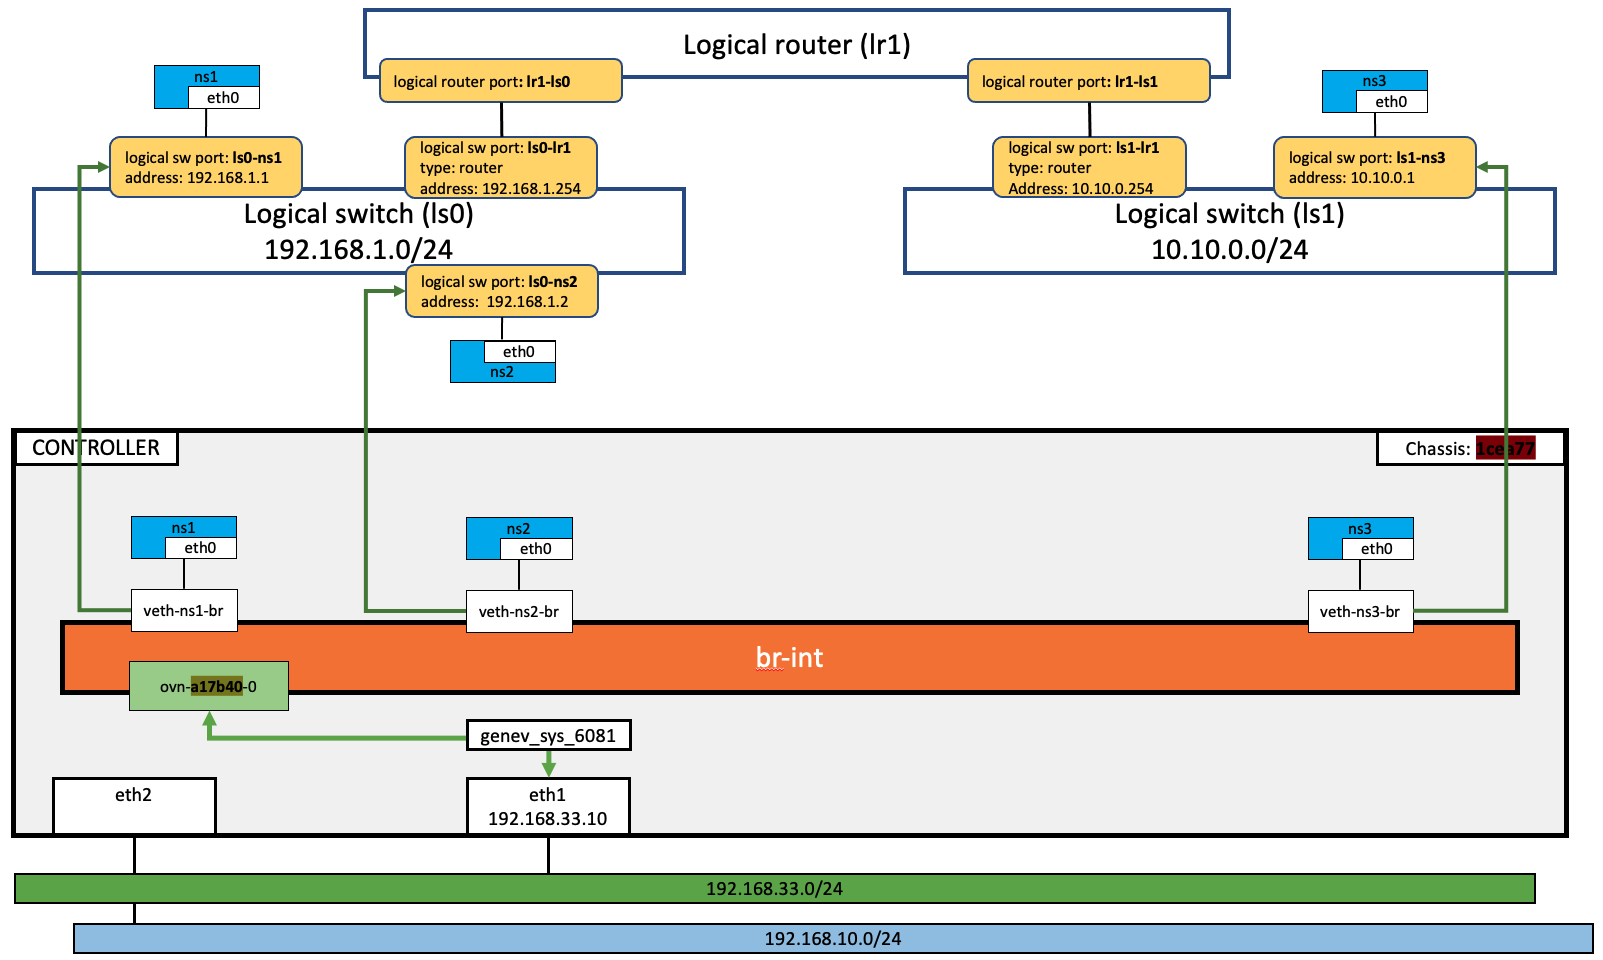 Logical router (lr1)
logical router port: lr1-ls0
logical router port: lr1-ls1
ns1
eth0
ns3
eth0
logical sw port: ls0-ns1
address: 192.168.1.1
logical sw port: ls0-lr1
type: router
address: 192.168.1.254
logical sw port: ls1-lr1
type: router
Address: 10.10.0.254
logical sw port: ls1-ns3
address: 10.10.0.1
Logical switch (ls0)
192.168.1.0/24
Logical switch (ls1)
10.10.0.0/24
logical sw port: ls0-ns2
address: 192.168.1.2
eth0
ns2
CONTROLLER
Chassis: 1cea77
ns1
eth0
ns2
eth0
ns3
eth0
veth-ns1-br
veth-ns2-br
veth-ns3-br
br-int
ovn-a17b40-0
genev_sys_6081
eth2
eth1
192.168.33.10
192.168.33.0/24
192.168.10.0/24